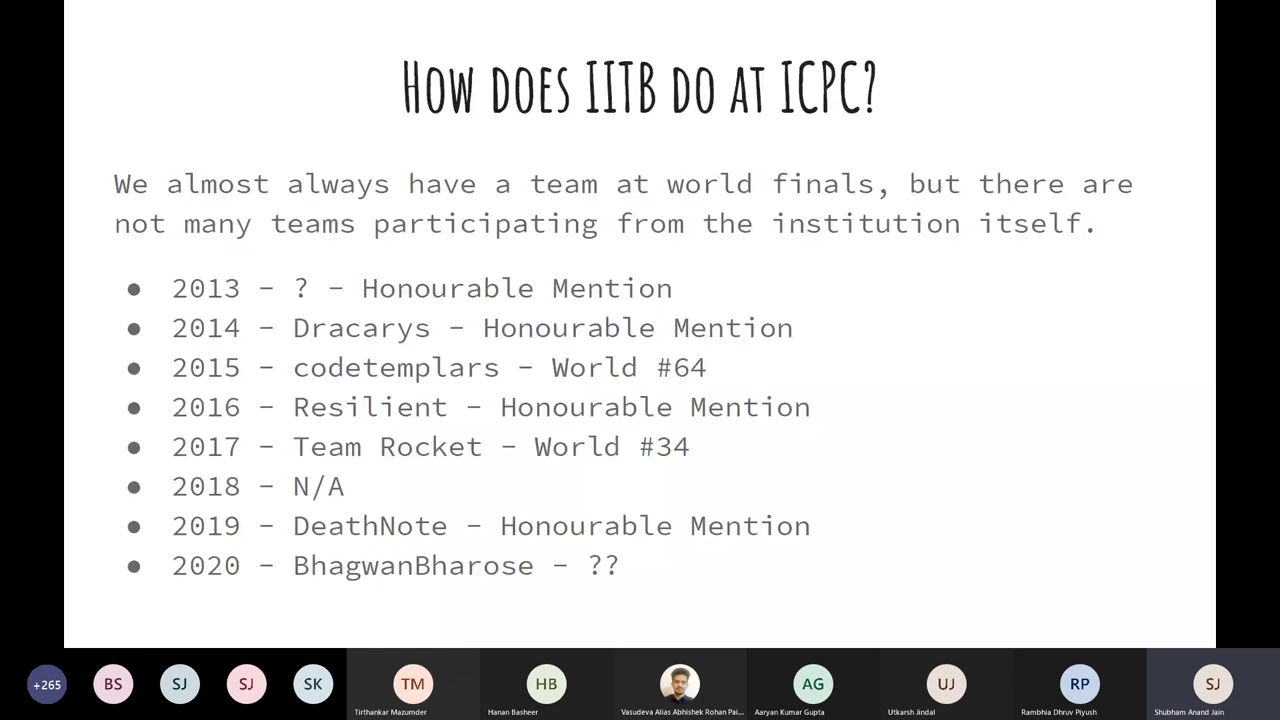 How does IITB do at ICPC?
We almost always have a team at world finals, but there are
not many teams participating from the institution itself.
● 2013 - ? - Honourable Mention
● 2014 - Dracarys - Honourable Mention
● 2015 - codetemplars - World #64
● 2016 - Resilient - Honourable Mention
● 2017 - Team Rocket - World #34
● 2018 - N/A
● 2019 - DeathNote - Honourable Mention
● 2020 - BhagwanBharose - ??
+265 BS SJ SJ SK TM HB AG UJ RP SJ
Tirthankar Mazumder Hanan Basheer Vasudeva Alias Abhishek Rohan Pai... Aaryan Kumar Gupta Utkarsh Jindal Rambhia Dhruv Piyush Shubham Anand Jain